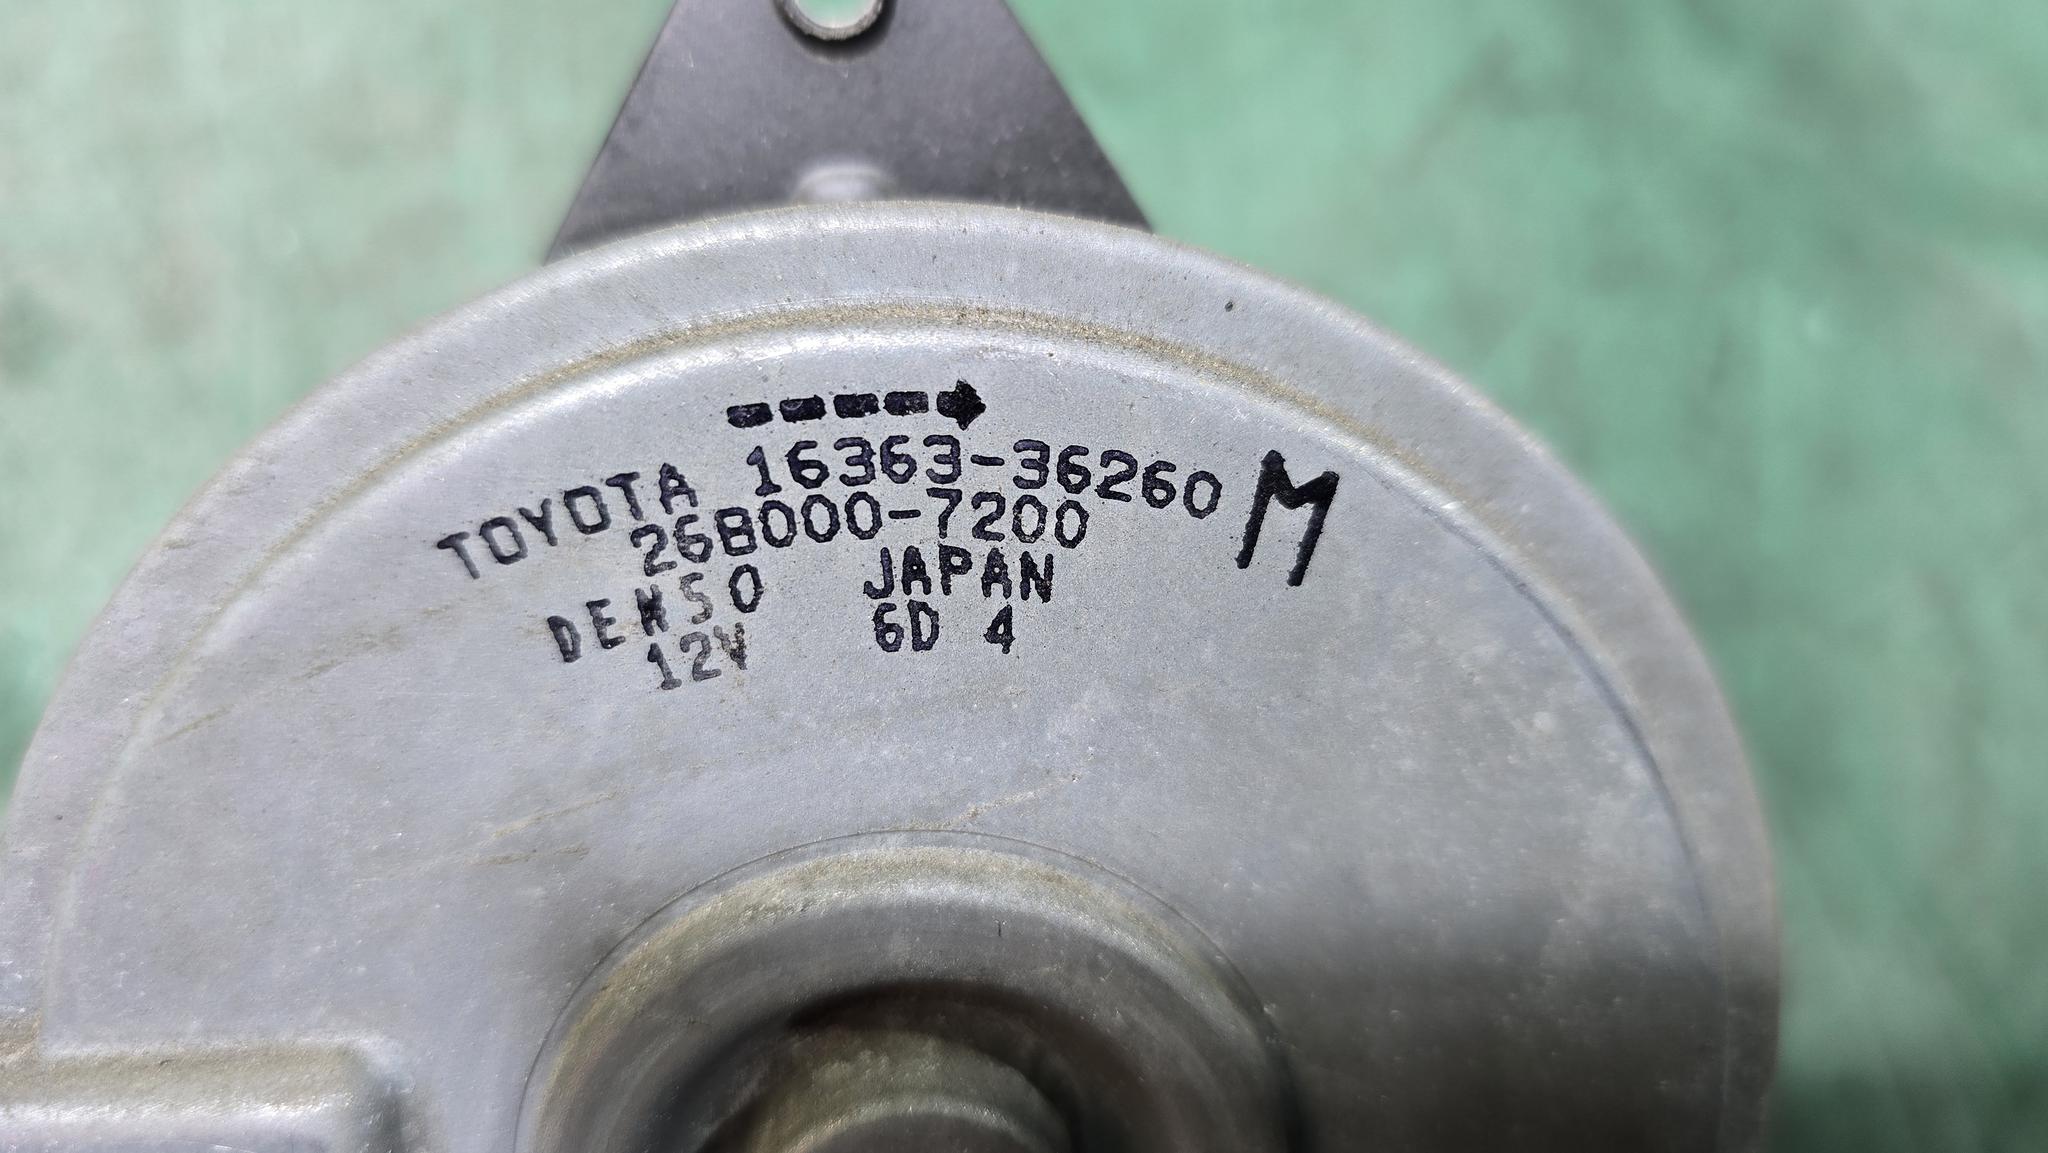 TOYOTA 16363-36260 M
268000-7200
DENSO JAPAN
12V 6D 4